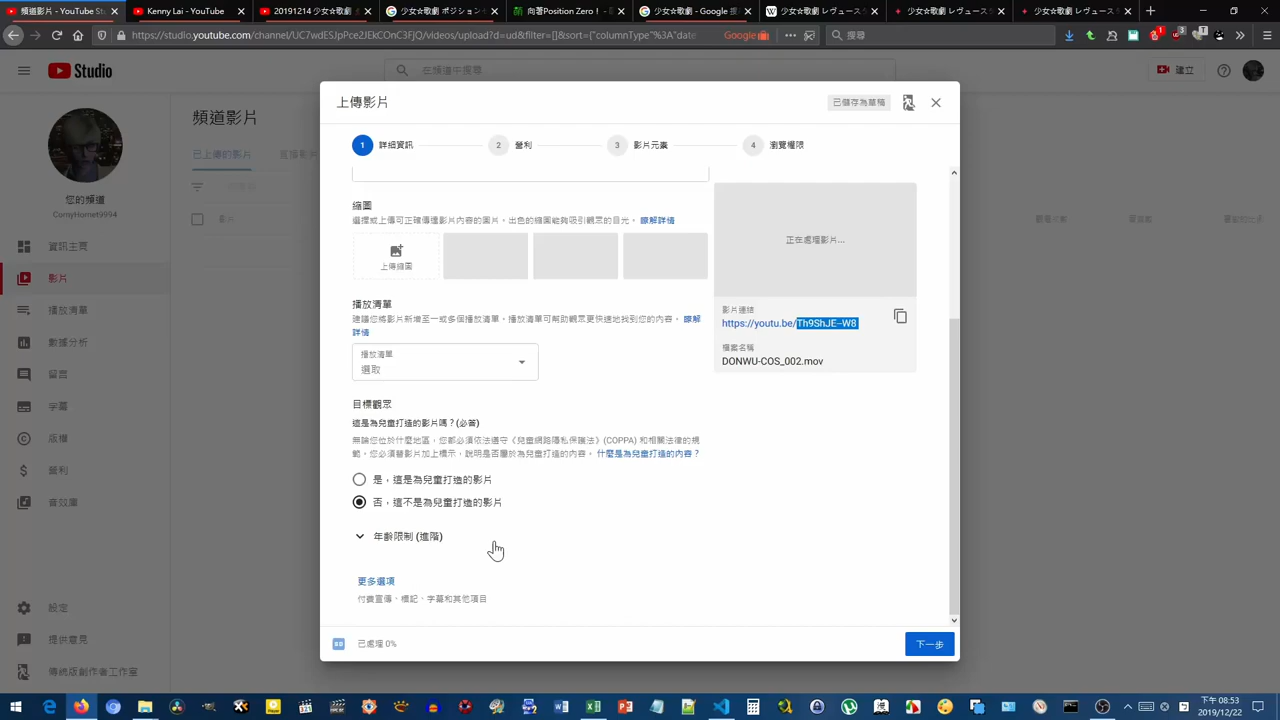 頻道影片 - YouTube Stu
Kenny Lai - YouTube
20191214 少女☆歌劇
少女☆歌劇 ポジション
向著Position Zero！-
少女☆歌劇 - Google
少女☆歌劇 レビュー・ス
少女☆歌劇 レビュー・ス
https://studio.youtube.com/channel/UC7wdESJpPce2JEkCOnC3FJQ/videos/upload?d=ud&filter=[]&sort={"columnType"%3A"date
Google
搜尋
Studio
在頻道中搜尋
建立
您的頻道
CornyHornet9994
資訊主頁
影片
播放清單
數據分析
留言
字幕
版權
營利
音效庫
設定
提供意見
傳統版創作者工作室
頻道影片
已上傳的影片
影片
上傳影片
已儲存為草稿
1 詳細資訊
2 營利
3 影片元素
4 瀏覽權限
縮圖
選擇或上傳可正確傳達影片內容的圖片。出色的縮圖能夠吸引觀眾的目光。 瞭解詳情
上傳縮圖
播放清單
建議您將影片新增至一或多個播放清單。播放清單可幫助觀眾更快速地找到您的內容。 瞭解
詳情
播放清單
選取
目標觀眾
這是為兒童打造的影片嗎？(必答)
無論您位於什麼地區，您都必須依法遵守《兒童網路隱私保護法》(COPPA) 和相關法律的規
範。您必須替影片加上標示，說明是否屬於為兒童打造的內容。 什麼是為兒童打造的內容？
是，這是為兒童打造的影片
否，這不是為兒童打造的影片
年齡限制 (進階)
更多選項
付費宣傳、標記、字幕和其他項目
正在處理影片...
影片連結
https://youtu.be/Th9ShJE--W8
檔案名稱
DONWU-COS_002.mov
已處理 0%
下一步
下午 08:53
2019/12/22